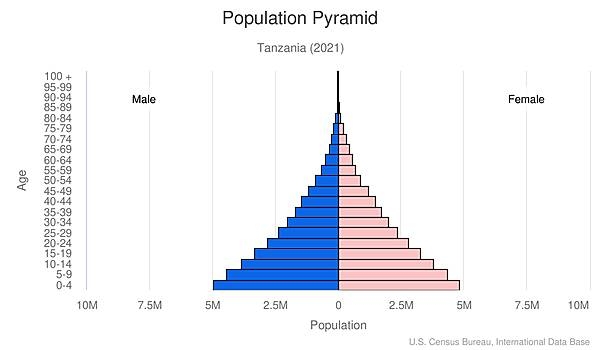 Population Pyramid
Tanzania (2021)
Male
Female
Age
100 +
95-99
90-94
85-89
80-84
75-79
70-74
65-69
60-64
55-59
50-54
45-49
40-44
35-39
30-34
25-29
20-24
15-19
10-14
5-9
0-4
10M 7.5M 5M 2.5M 0 2.5M 5M 7.5M 10M
Population
U.S. Census Bureau, International Data Base